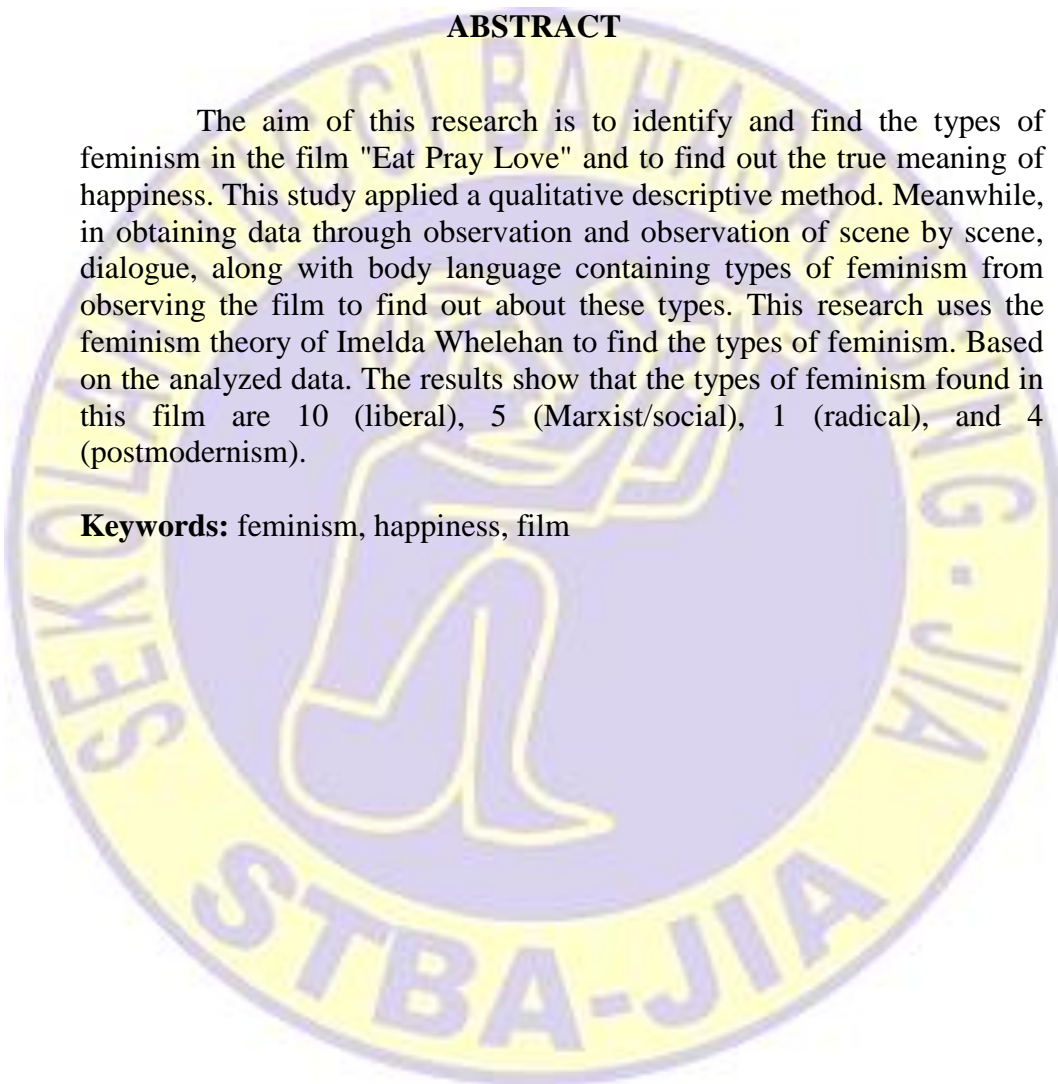 ABSTRACT
The aim of this research is to identify and find the types of
feminism in the film "Eat Pray Love" and to find out the true meaning of
happiness. This study applied a qualitative descriptive method. Meanwhile,
in obtaining data through observation and observation of scene by scene,
dialogue, along with body language containing types of feminism from
observing the film to find out about these types. This research uses the
feminism theory of Imelda Whelehan to find the types of feminism. Based
on the analyzed data. The results show that the types of feminism found in
this film are 10 (liberal), 5 (Marxist/social), 1 (radical), and 4
(postmodernism).
Keywords: feminism, happiness, film
SEKOLAH TINGGI BAHASA ASING - JIA
STBA-JIA